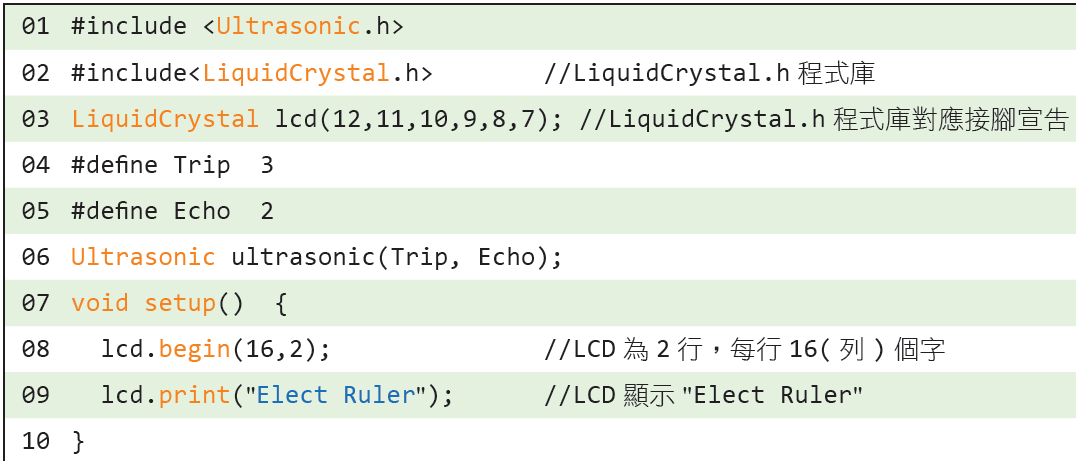 01 #include <Ultrasonic.h>
02 #include<LiquidCrystal.h> //LiquidCrystal.h 程式庫
03 LiquidCrystal lcd(12,11,10,9,8,7); //LiquidCrystal.h 程式庫對應接腳宣告
04 #define Trip 3
05 #define Echo 2
06 Ultrasonic ultrasonic(Trip, Echo);
07 void setup() {
08 lcd.begin(16,2); //LCD 為 2 行，每行 16( 列 ) 個字
09 lcd.print("Elect Ruler"); //LCD 顯示 "Elect Ruler"
10 }